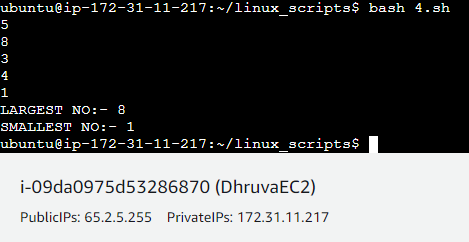 ubuntu@ip-172-31-11-217:~/linux_scripts$ bash 4.sh
5
8
3
4
1
LARGEST NO:- 8
SMALLEST NO:- 1
ubuntu@ip-172-31-11-217:~/linux_scripts$
i-09da0975d53286870 (DhruvaEC2)
PublicIPs: 65.2.5.255 PrivateIPs: 172.31.11.217